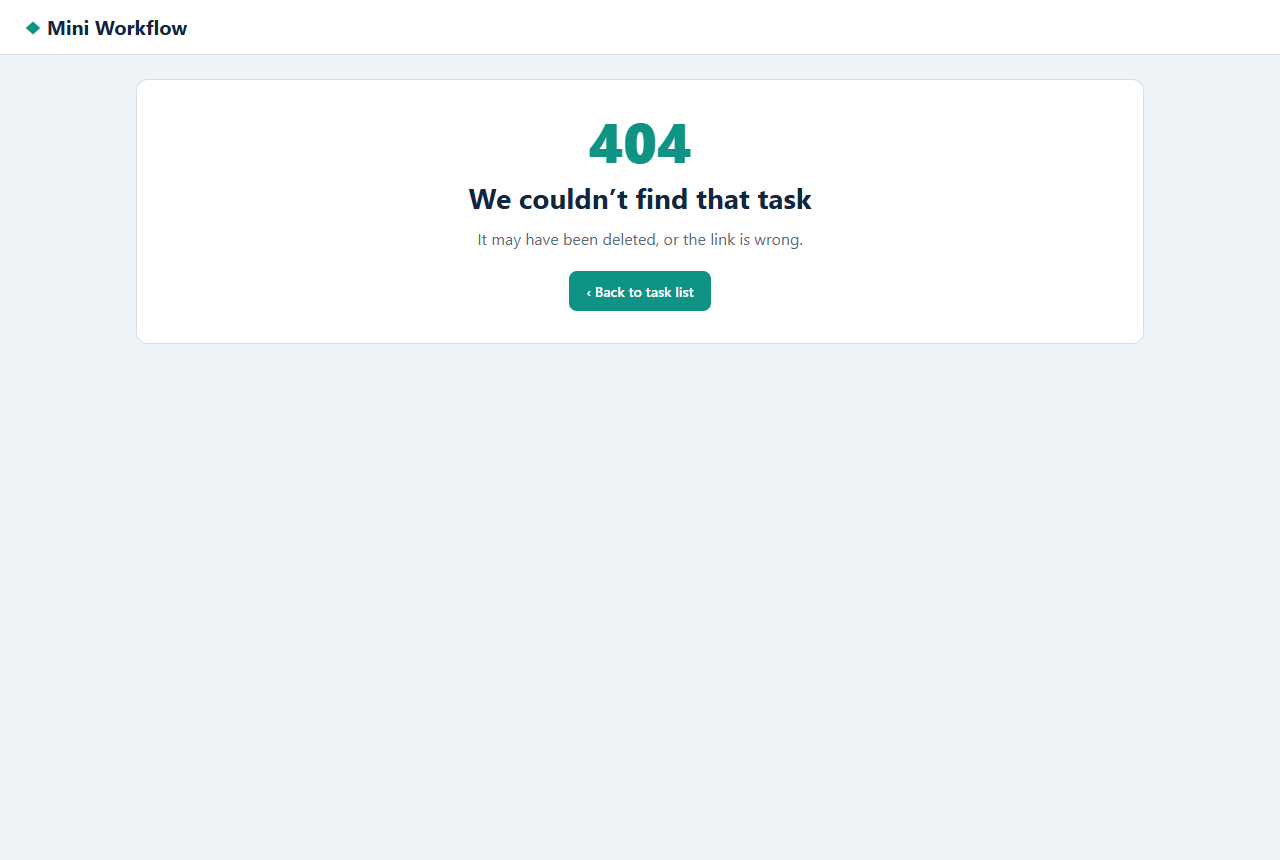 Mini Workflow
404
We couldn’t find that task
It may have been deleted, or the link is wrong.
‹ Back to task list